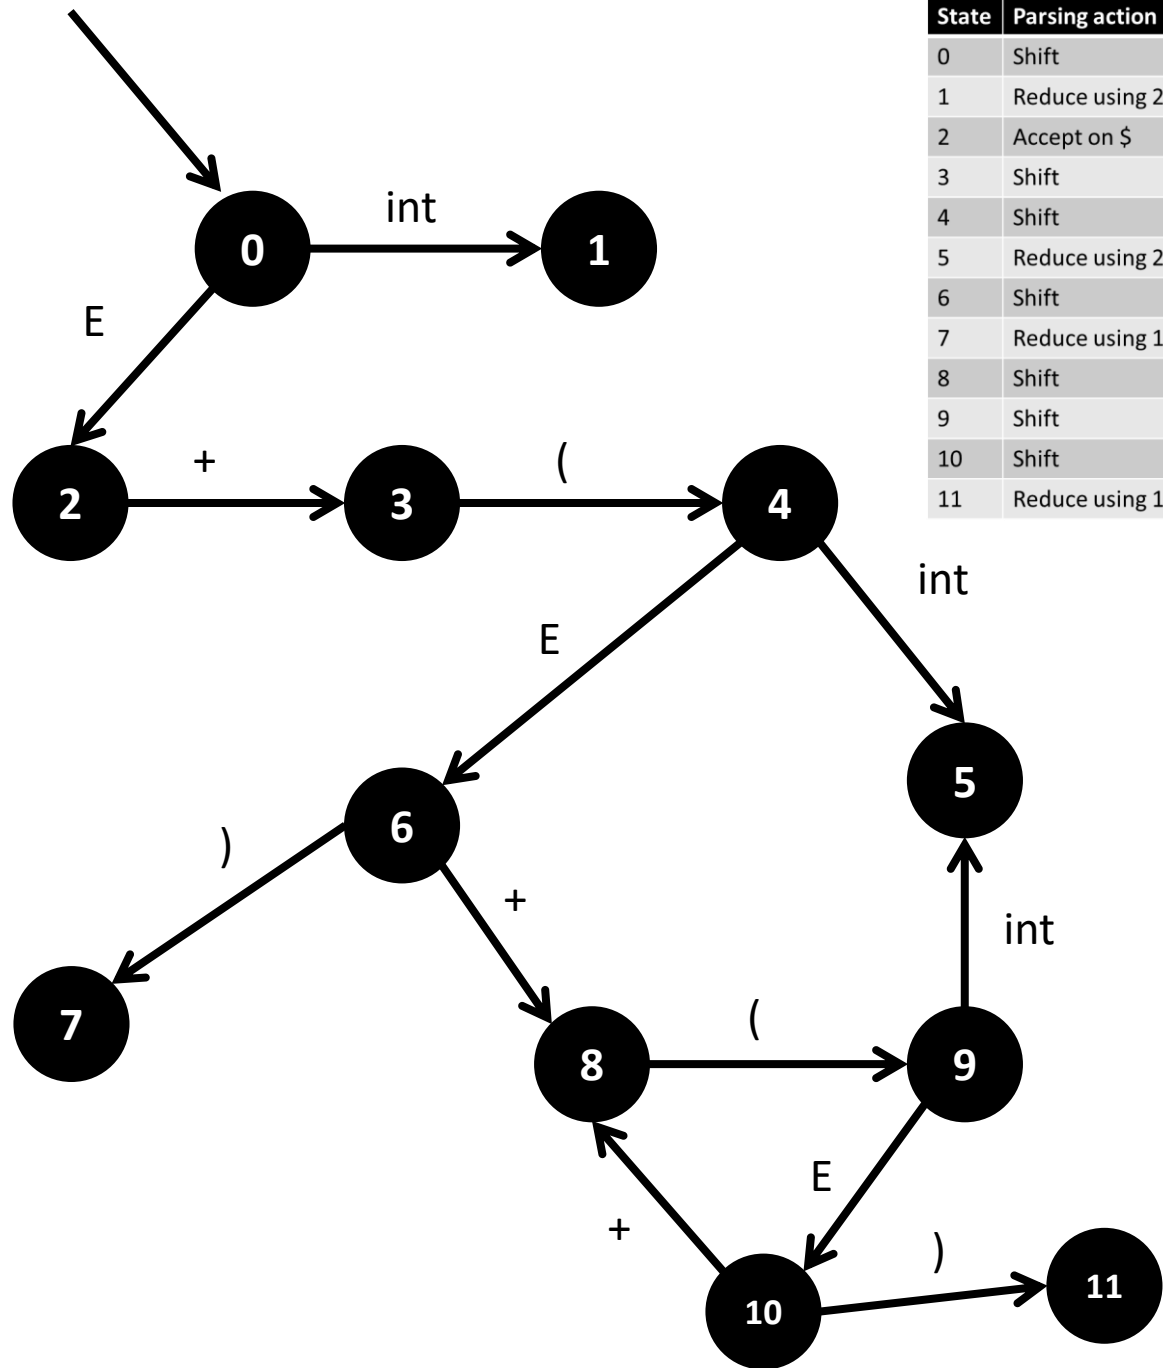 State Parsing action
0 Shift
1 Reduce using 2
2 Accept on $
3 Shift
4 Shift
5 Reduce using 2
6 Shift
7 Reduce using 1
8 Shift
9 Shift
10 Shift
11 Reduce using 1
int
0
1
E
+
(
2
3
4
int
E
5
6
)
+
int
7
(
8
9
E
+
)
10
11